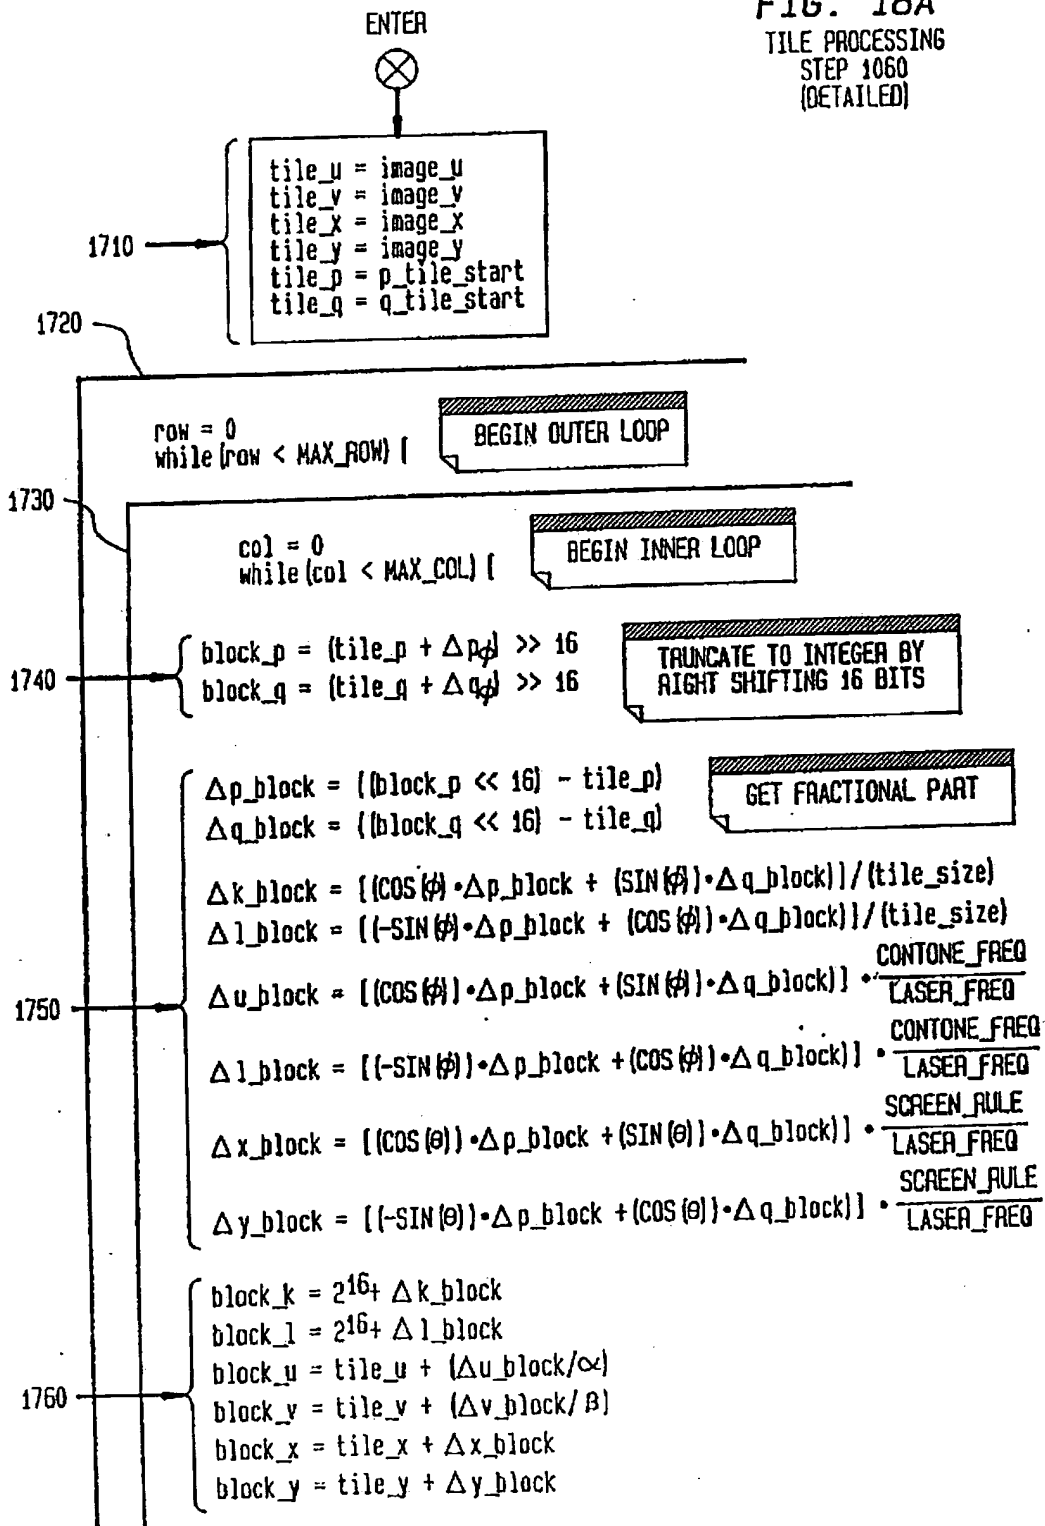 FIG. 18A
TILE PROCESSING
STEP 1060
(DETAILED)
ENTER
1710
tile_u = image_u
tile_v = image_v
tile_x = image_x
tile_y = image_y
tile_p = p_tile_start
tile_q = q_tile_start
1720
row = 0
while (row < MAX_ROW) [
BEGIN OUTER LOOP
1730
col = 0
while (col < MAX_COL) [
BEGIN INNER LOOP
1740
block_p = (tile_p + Δpϕ) >> 16
block_q = (tile_q + Δqϕ) >> 16
TRUNCATE TO INTEGER BY
RIGHT SHIFTING 16 BITS
1750
Δp_block = ((block_p << 16) - tile_p)
Δq_block = ((block_q << 16) - tile_q)
GET FRACTIONAL PART
Δk_block = [(COS(ϕ)•Δp_block + (SIN(ϕ))•Δq_block)]/(tile_size)
Δl_block = [(-SIN(ϕ)•Δp_block + (COS(ϕ))•Δq_block)]/(tile_size)
Δu_block = [(COS(ϕ))•Δp_block + (SIN(ϕ))•Δq_block)] • CONTONE_FREQ / LASER_FREQ
Δl_block = [(-SIN(ϕ))•Δp_block + (COS(ϕ))•Δq_block)] • CONTONE_FREQ / LASER_FREQ
Δx_block = [(COS(θ))•Δp_block + (SIN(θ))•Δq_block)] • SCREEN_RULE / LASER_FREQ
Δy_block = [(-SIN(θ))•Δp_block + (COS(θ))•Δq_block)] • SCREEN_RULE / LASER_FREQ
1760
block_k = 2¹⁶+ Δk_block
block_l = 2¹⁶+ Δl_block
block_u = tile_u + (Δu_block/α)
block_v = tile_v + (Δv_block/β)
block_x = tile_x + Δx_block
block_y = tile_y + Δy_block